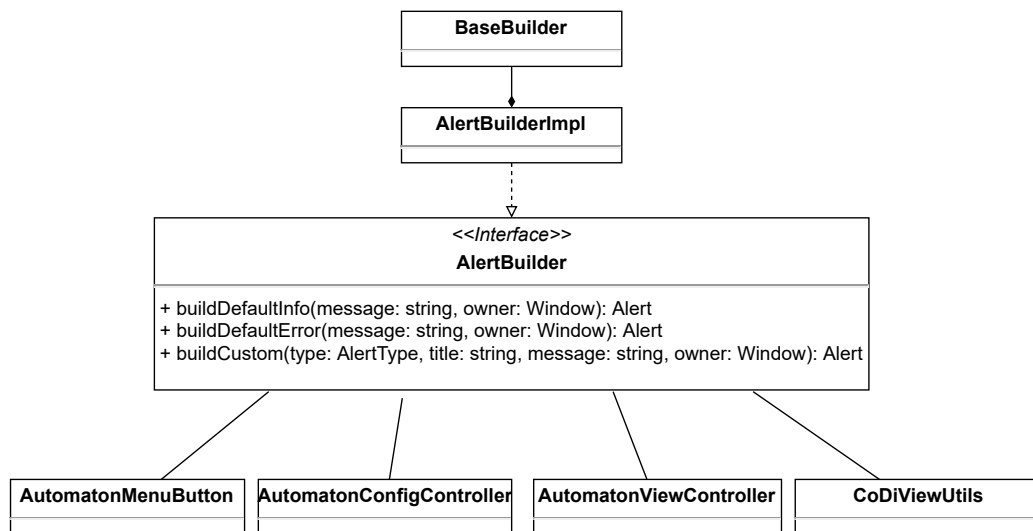 BaseBuilder
AlertBuilderImpl
<<Interface>>
AlertBuilder
+ buildDefaultInfo(message: string, owner: Window): Alert
+ buildDefaultError(message: string, owner: Window): Alert
+ buildCustom(type: AlertType, title: string, message: string, owner: Window): Alert
AutomatonMenuButton
AutomatonConfigController
AutomatonViewController
CoDiViewUtils